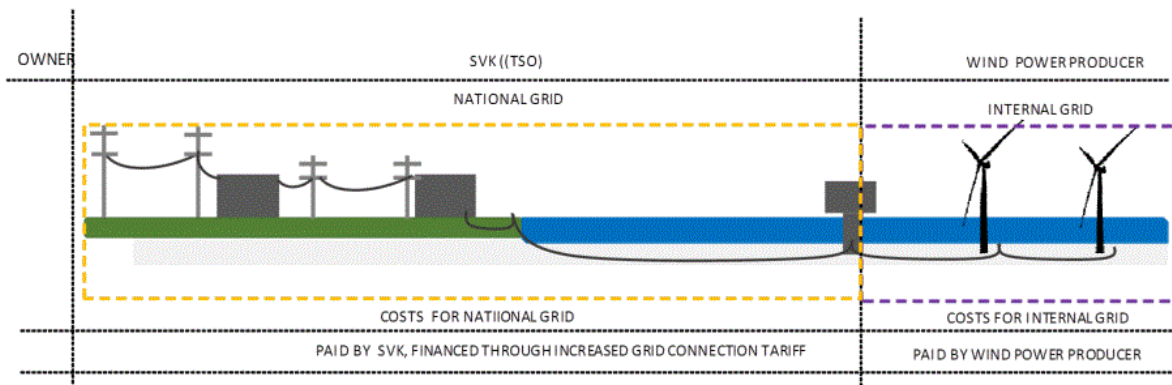 OWNER
SVK ((TSO)
WIND POWER PRODUCER
NATIONAL GRID
INTERNAL GRID
COSTS FOR NATIIONAL GRID
COSTS FOR INTERNAL GRID
PAID BY SVK, FINANCED THROUGH INCREASED GRID CONNECTION TARIFF
PAID BY WIND POWER PRODUCER